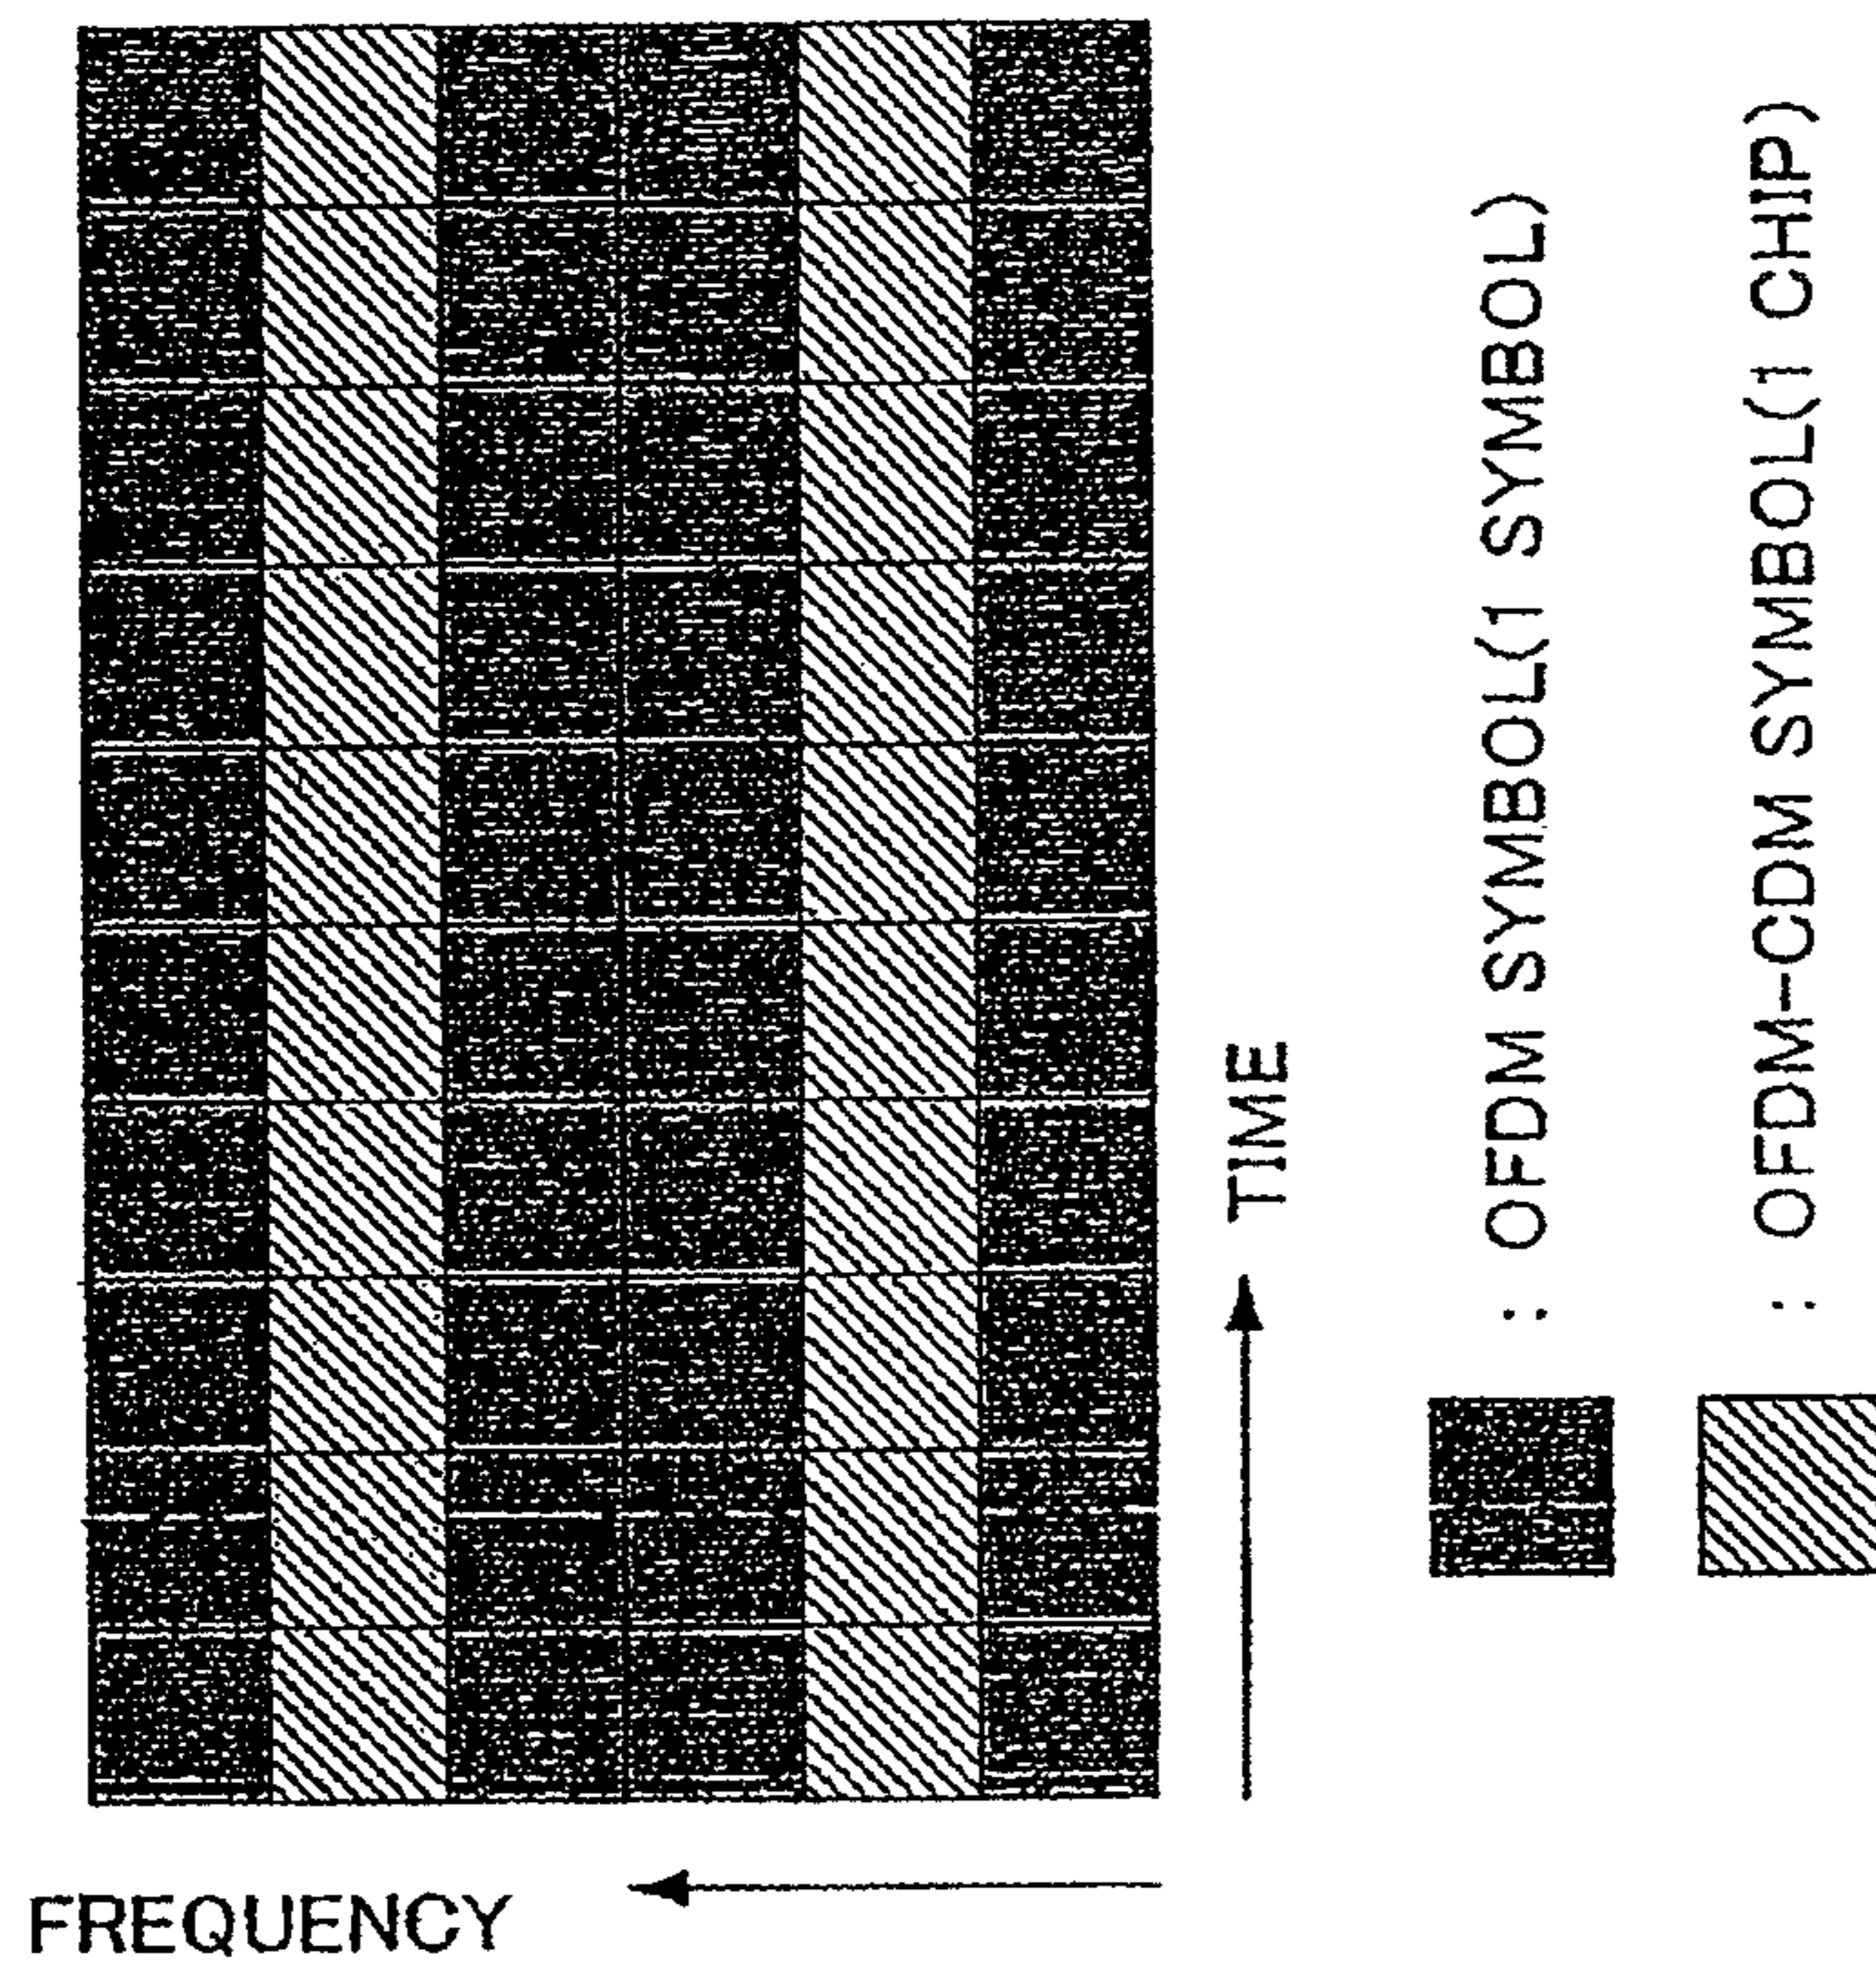 FREQUENCY
TIME
: OFDM SYMBOL(1 SYMBOL)
: OFDM-CDM SYMBOL(1 CHIP)